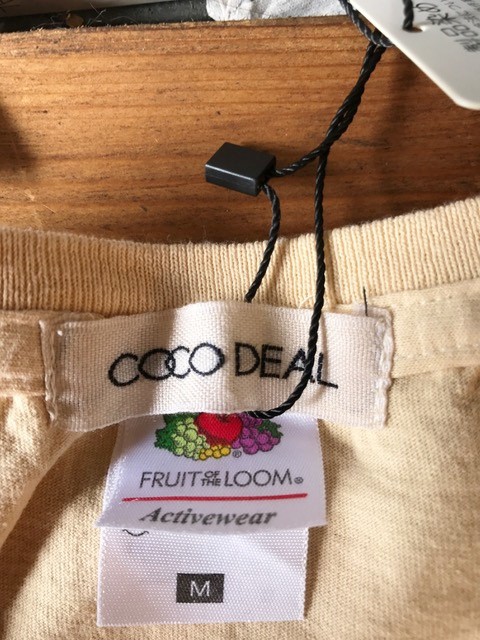 COCO DEAL
FRUIT OF THE LOOM®
Activewear
M